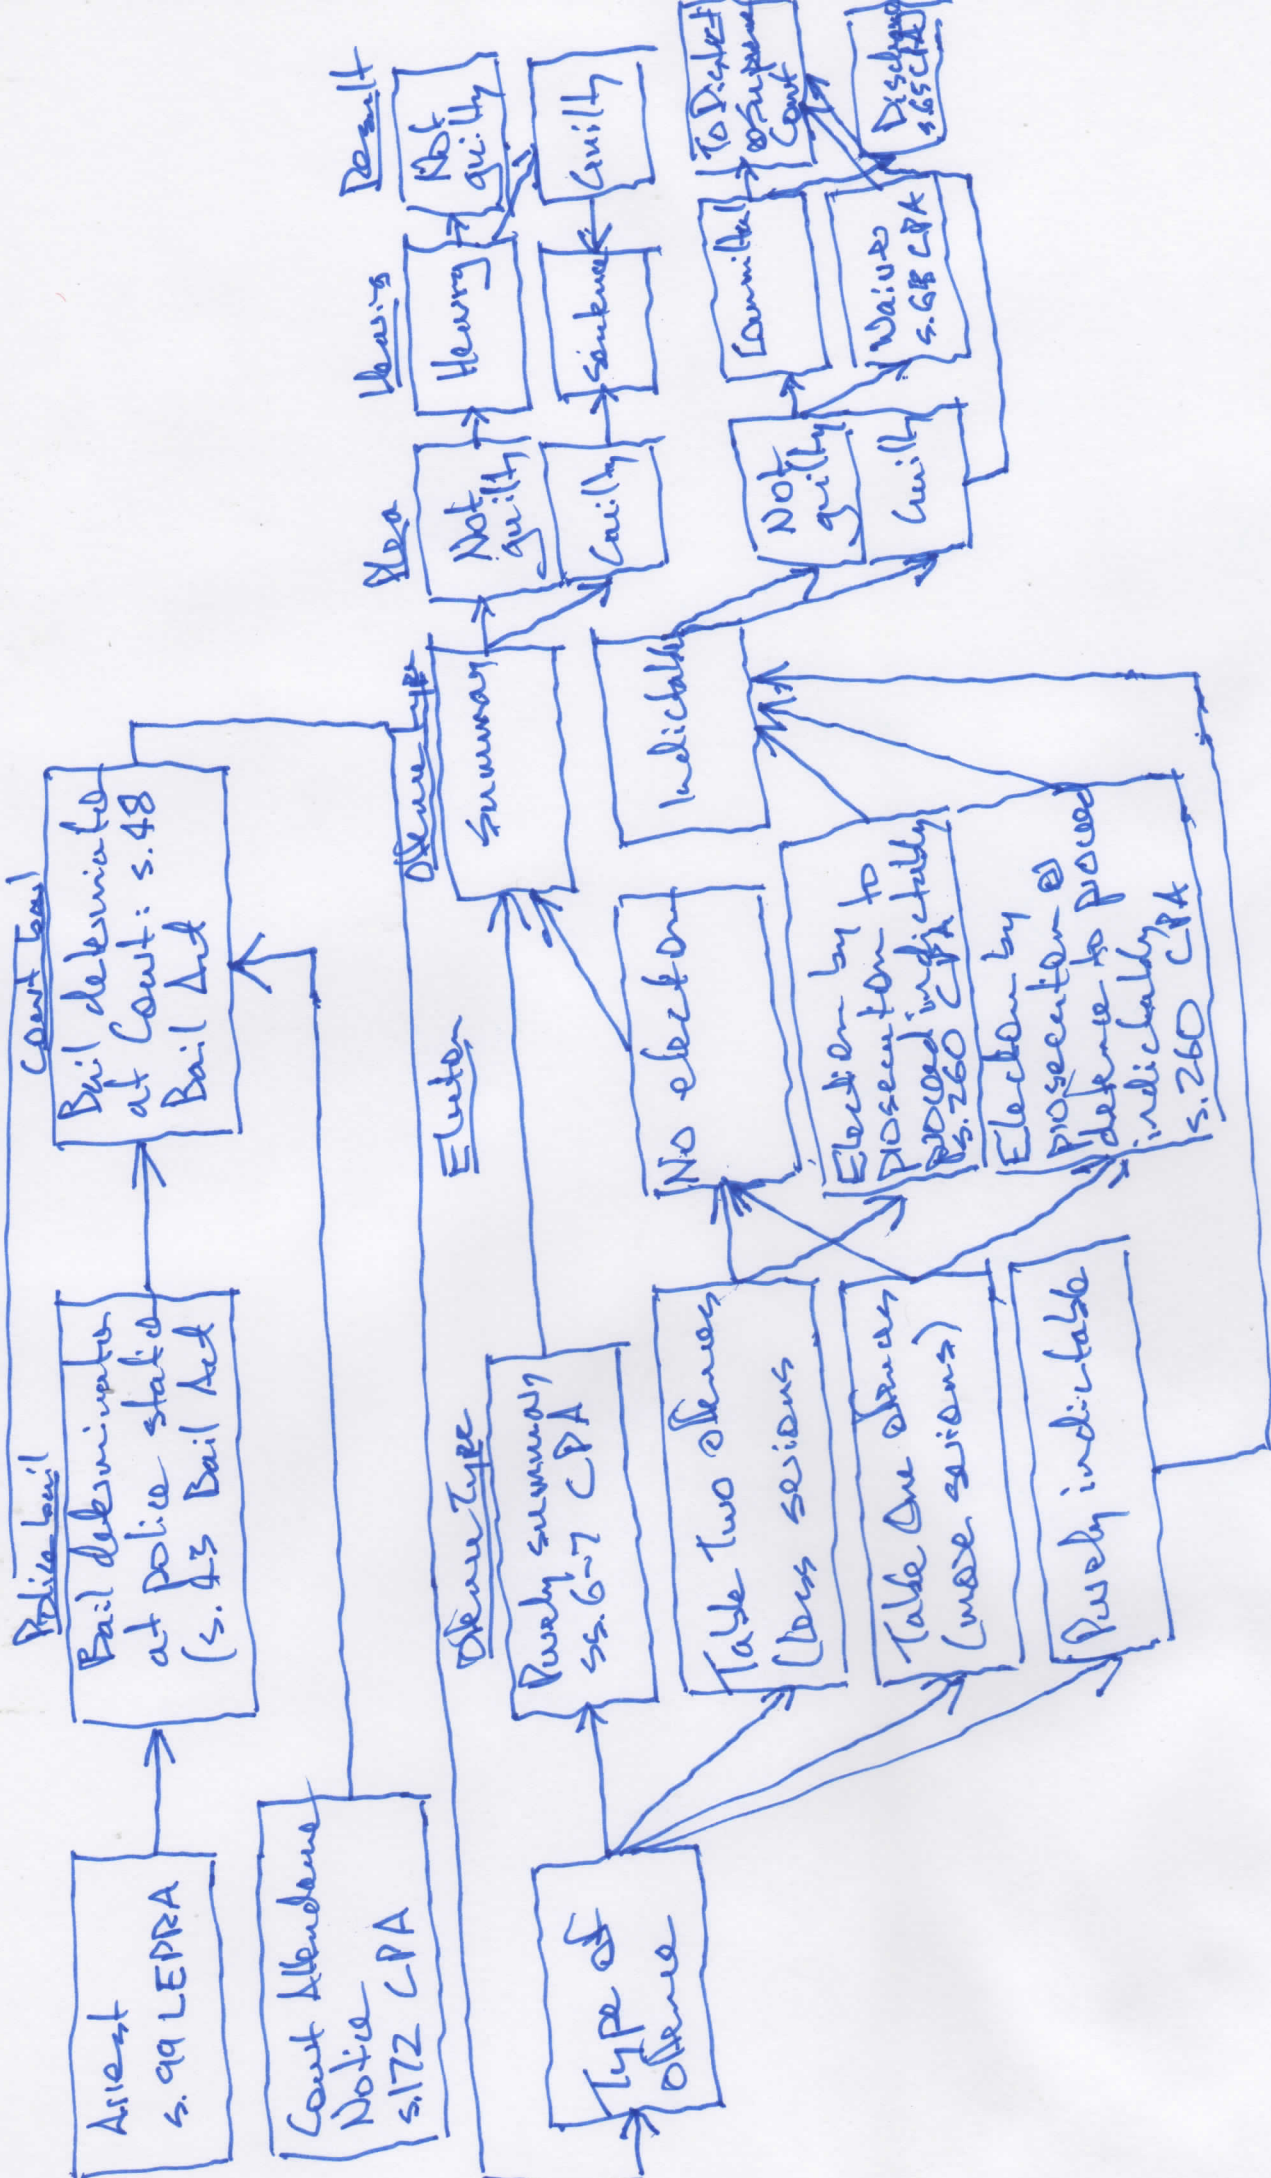 Police bail
Court bail
Arrest
s.99 LEPRA
Bail determination
at police station
(s.43 Bail Act
Bail determinatio
at Court: s.48
Bail Act
Court Attendance
Notice
s.172 CPA
Offence Type
Election
Offence type
Plea
Hearing
Result
Type of
offence
Purely summary
ss.6-7 CPA
Table Two offences
(less serious
Table One offences
(more serious)
Purely indictable
No election
Election by
prosecution to
proceed indictably
s.260 CPA
Election by
prosecution or
defence to proceed
indictably
s.260 CPA
Summary
Indictable
Not
guilty
Guilty
Hearing
Sentence
Not
guilty
Guilty
Not
guilty
Guilty
Committal
Waiver
s.68 CPA
To District
or Supreme
Court
Discharge
s.65 CPA